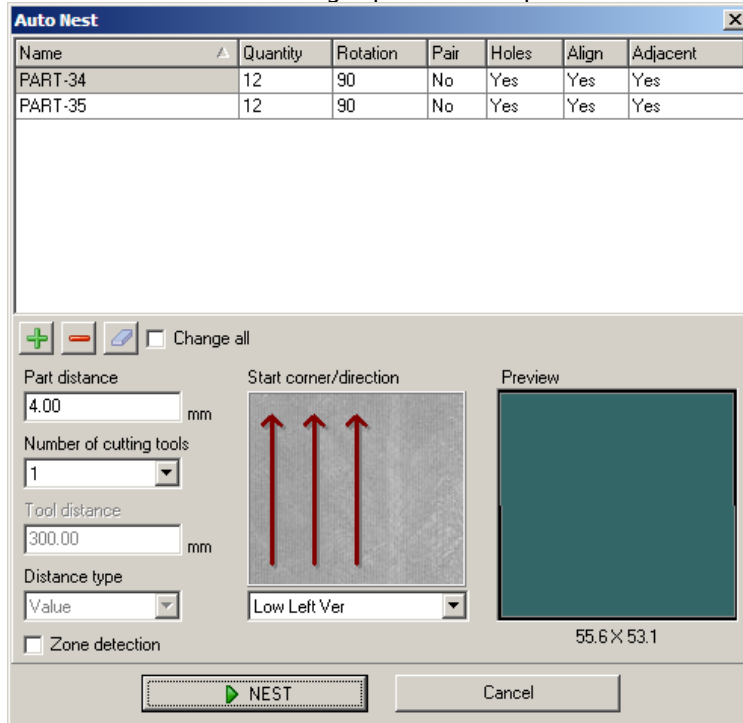 Auto Nest
Name Quantity Rotation Pair Holes Align Adjacent
PART-34 12 90 No Yes Yes Yes
PART-35 12 90 No Yes Yes Yes
Change all
Part distance Start corner/direction Preview
4.00 mm
Number of cutting tools
1
Tool distance
300.00 mm
Distance type
Value Low Left Ver
Zone detection 55.6 X 53.1
NEST Cancel